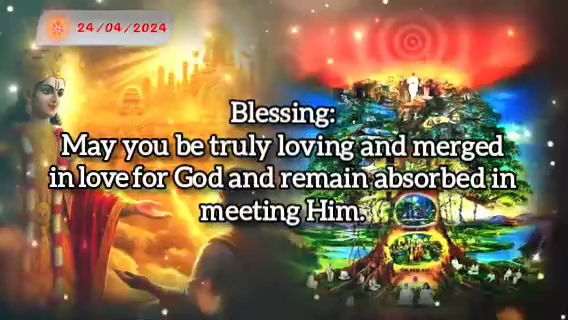 24/04/2024
Blessing:
May you be truly loving and merged
in love for God and remain absorbed in
meeting Him.